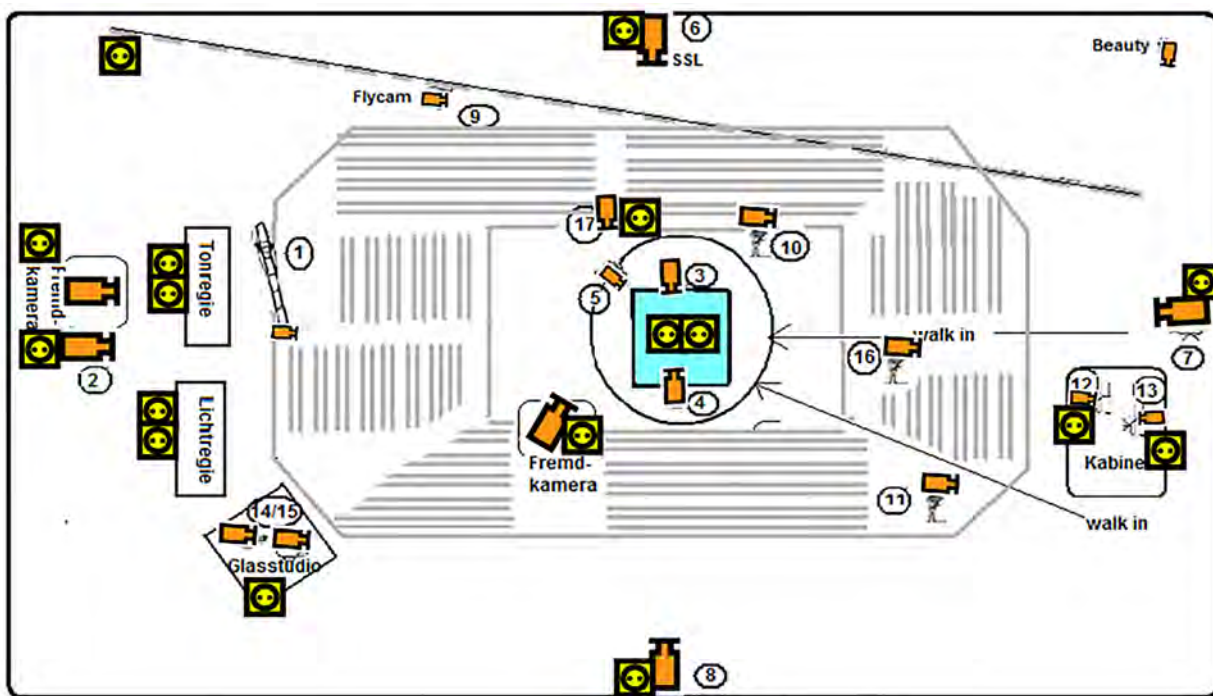 6
SSL
Beauty
Flycam
9
17
10
1
Tonregie
Fremd-
kamera
5
3
walk in
16
7
2
4
12
13
Lichtregie
Fremd-
kamera
Kabine
11
14/15
walk in
Glasstudio
8